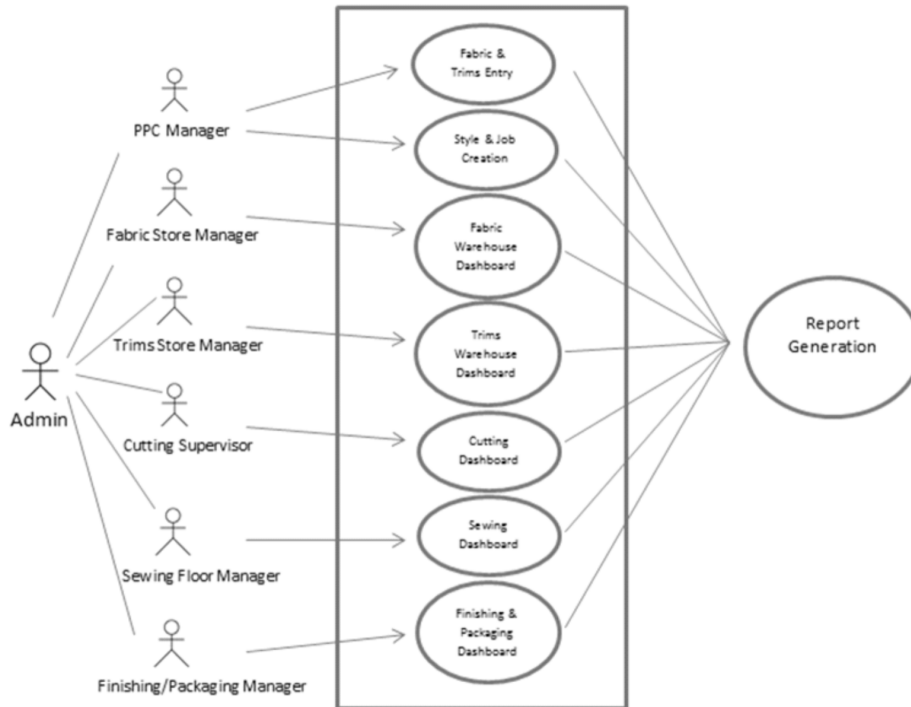 PPC Manager
Fabric Store Manager
Trims Store Manager
Admin
Cutting Supervisor
Sewing Floor Manager
Finishing/Packaging Manager
Fabric &
Trims Entry
Style & Job
Creation
Fabric
Warehouse
Dashboard
Trims
Warehouse
Dashboard
Cutting
Dashboard
Sewing
Dashboard
Finishing &
Packaging
Dashboard
Report
Generation